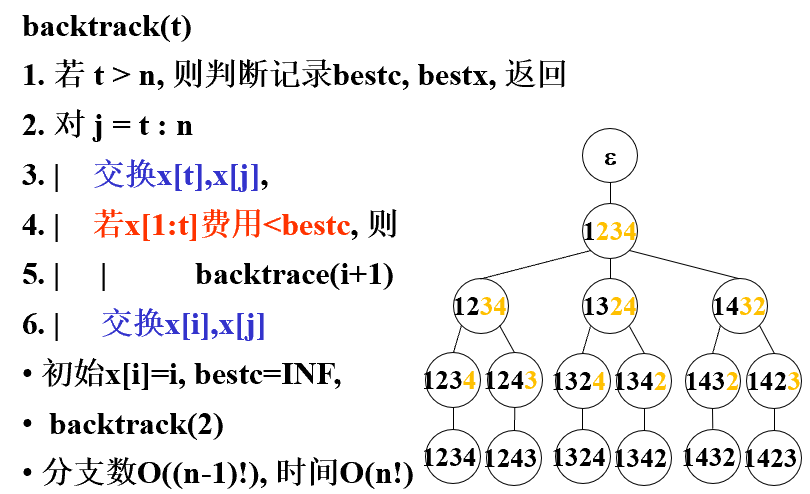 backtrack(t)
1. 若 t > n, 则判断记录bestc, bestx, 返回
2. 对 j = t : n
3. | 交换x[t],x[j],
4. | 若x[1:t]费用<bestc, 则
5. | | backtrace(i+1)
6. | 交换x[i],x[j]
• 初始x[i]=i, bestc=INF,
• backtrack(2)
• 分支数O((n-1)!), 时间O(n!)
ε
1234
1234 1324 1432
1234 1243 1324 1342 1432 1423
1234 1243 1324 1342 1432 1423